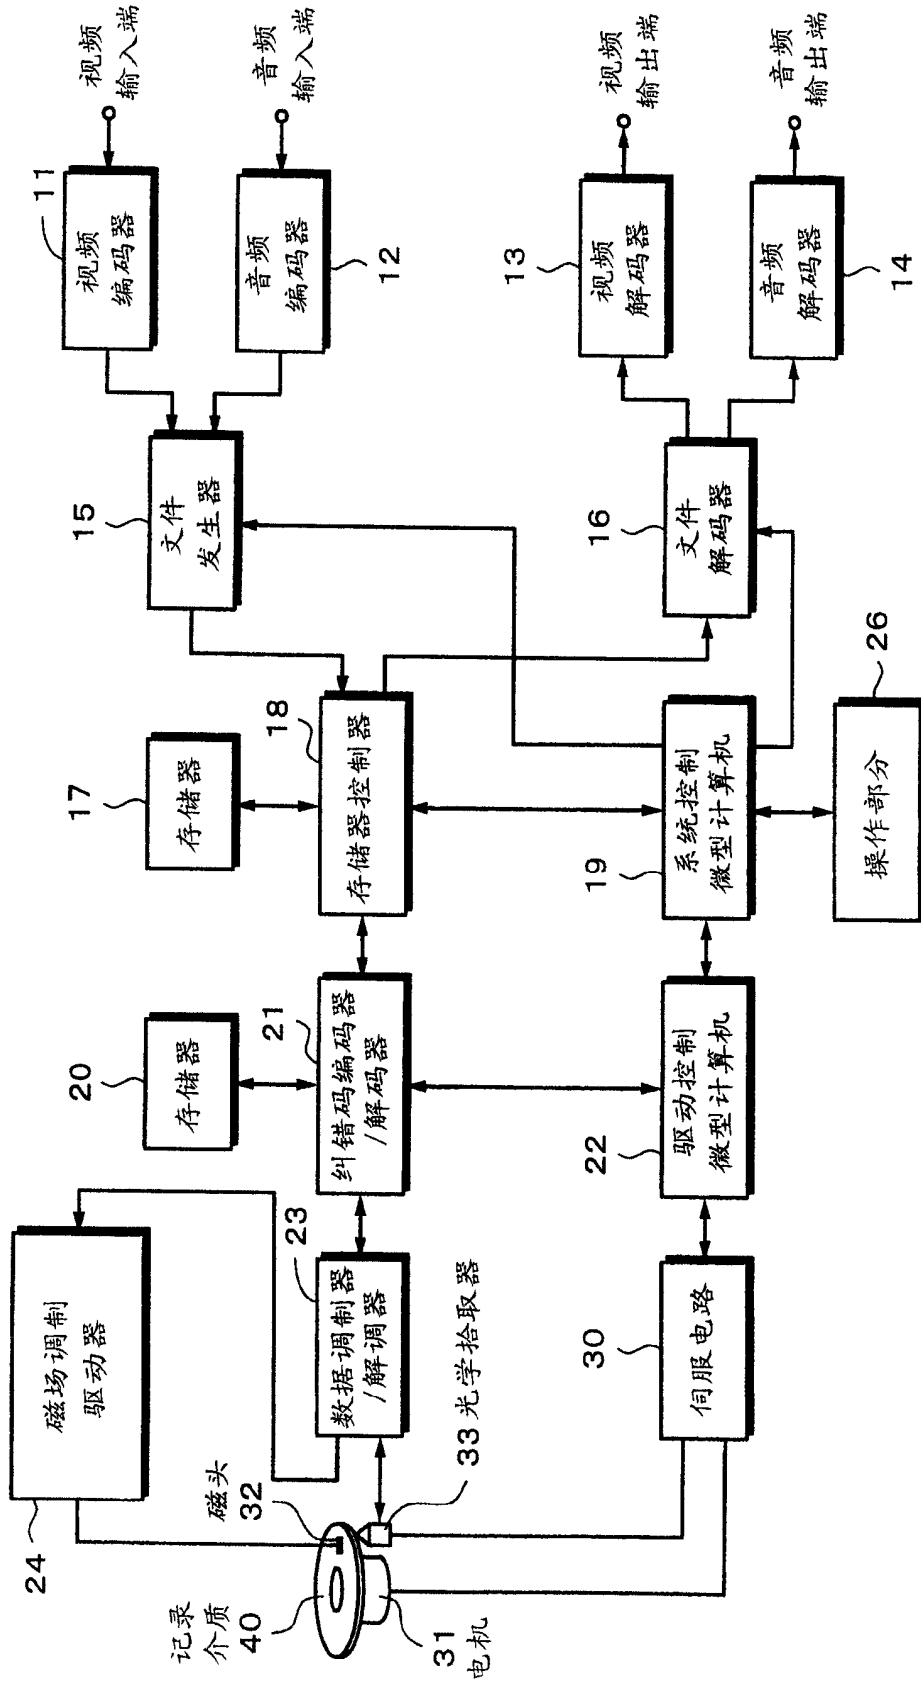 视频
输入端
音频
输入端
视频
输出端
音频
输出端
11
视频
编码器
音频
编码器
12
13
视频
解码器
音频
解码器
14
15
文件
发生器
16
文件
解码器
17
存储器
18
存储器控制器
19
系统控制
微型计算机
26
操作部分
20
存储器
21
纠错码编码器
/解码器
22
驱动控制
微型计算机
磁场调制
驱动器
24
23
数据调制器
/解调器
30
伺服电路
磁头
32
33光学拾取器
记录
介质
40
31
电机